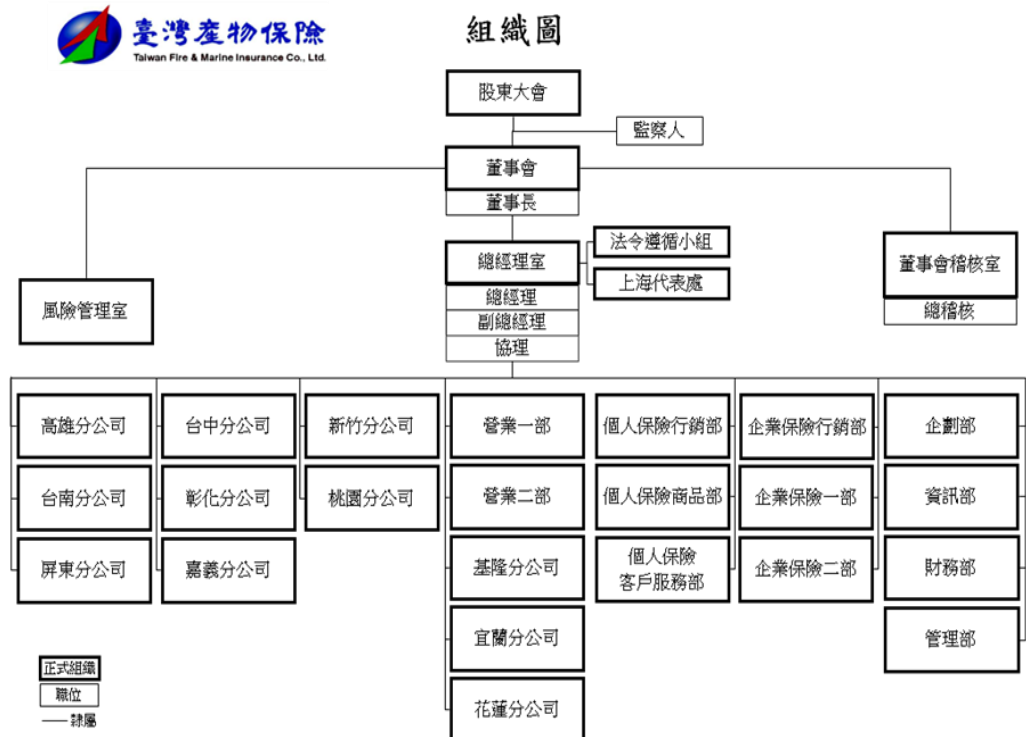 臺灣產物保險
Taiwan Fire & Marine Insurance Co., Ltd.
組織圖
股東大會
監察人
董事會
董事長
總經理室
總經理
副總經理
協理
法令遵循小組
上海代表處
風險管理室
董事會稽核室
總稽核
高雄分公司
台南分公司
屏東分公司
台中分公司
彰化分公司
嘉義分公司
新竹分公司
桃園分公司
營業一部
營業二部
基隆分公司
宜蘭分公司
花蓮分公司
個人保險行銷部
個人保險商品部
個人保險
客戶服務部
企業保險行銷部
企業保險一部
企業保險二部
企劃部
資訊部
財務部
管理部
正式組織
職位
隸屬